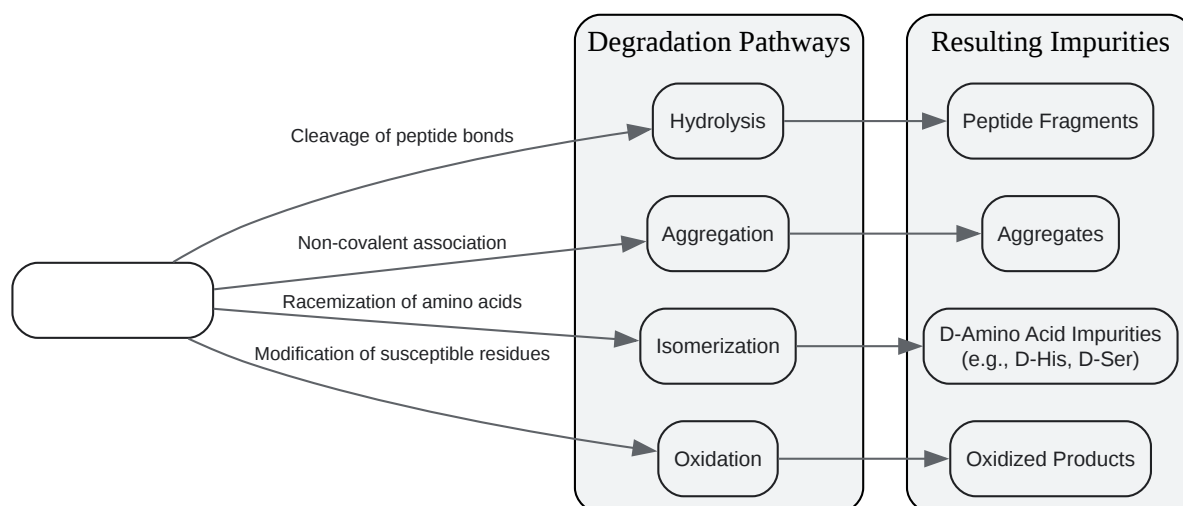 Degradation Pathways
Resulting Impurities
Cleavage of peptide bonds
Hydrolysis
Peptide Fragments
Non-covalent association
Aggregation
Aggregates
Racemization of amino acids
Isomerization
D-Amino Acid Impurities
(e.g., D-His, D-Ser)
Modification of susceptible residues
Oxidation
Oxidized Products